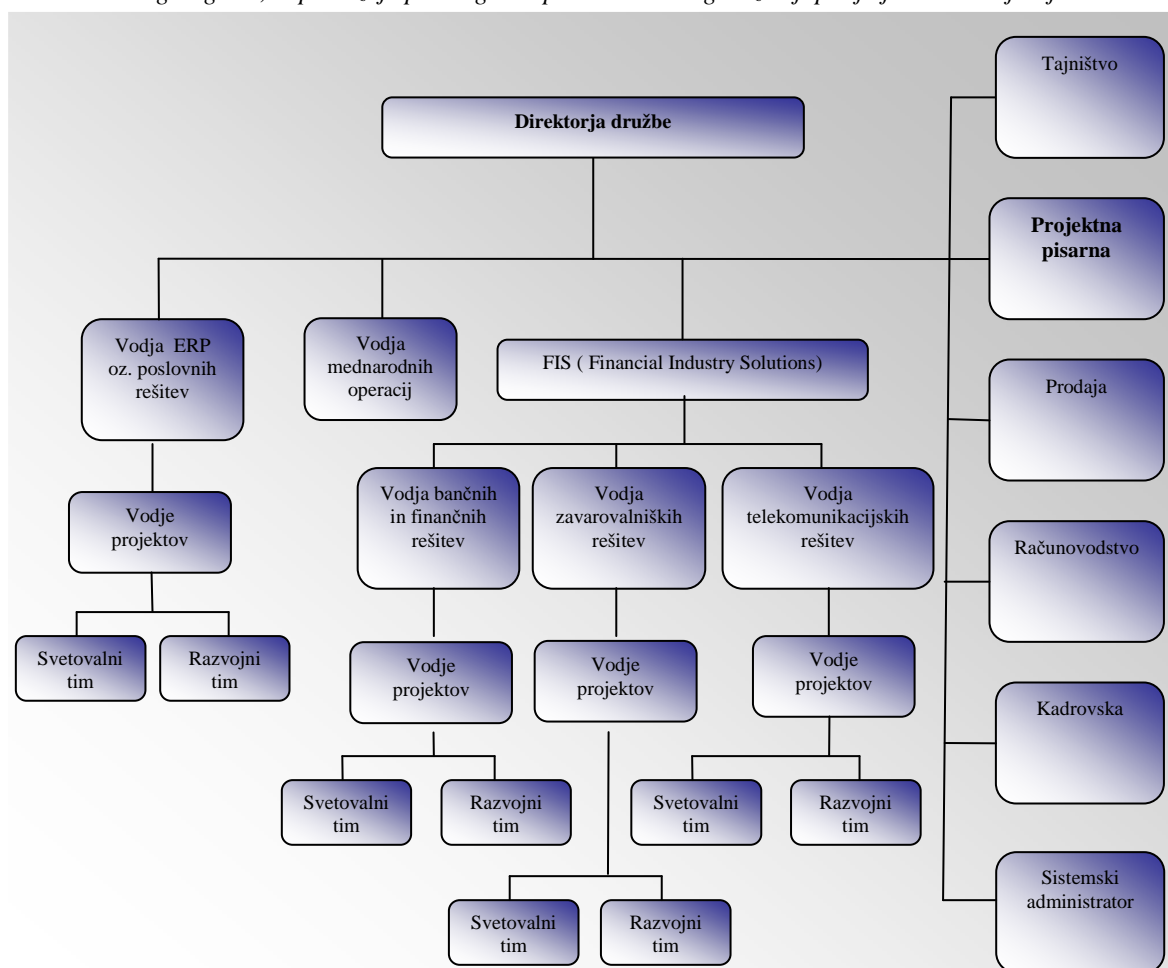 Tajništvo
Direktorja družbe
Projektna
pisarna
Vodja ERP
oz. poslovnih
rešitev
Vodja
mednarodnih
operacij
FIS ( Financial Industry Solutions)
Prodaja
Vodja bančnih
in finančnih
rešitev
Vodja
zavarovalniških
rešitev
Vodja
telekomunikacijskih
rešitev
Vodje
projektov
Računovodstvo
Svetovalni
tim
Razvojni
tim
Vodje
projektov
Vodje
projektov
Vodje
projektov
Kadrovska
Svetovalni
tim
Razvojni
tim
Svetovalni
tim
Razvojni
tim
Sistemski
administrator
Svetovalni
tim
Razvojni
tim